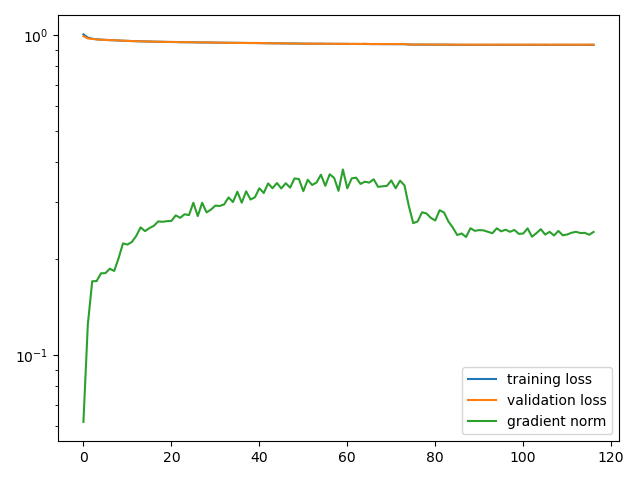 10⁰
10⁻¹
0 20 40 60 80 100 120
training loss
validation loss
gradient norm